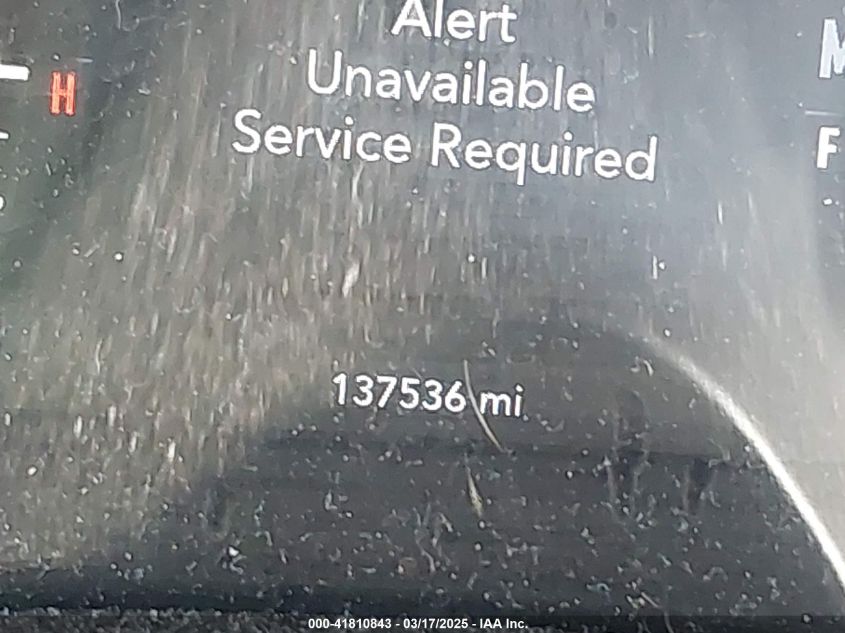 Alert
Unavailable
Service Required
H
F
137536 mi
000-41810843 - 03/17/2025 - IAA Inc.